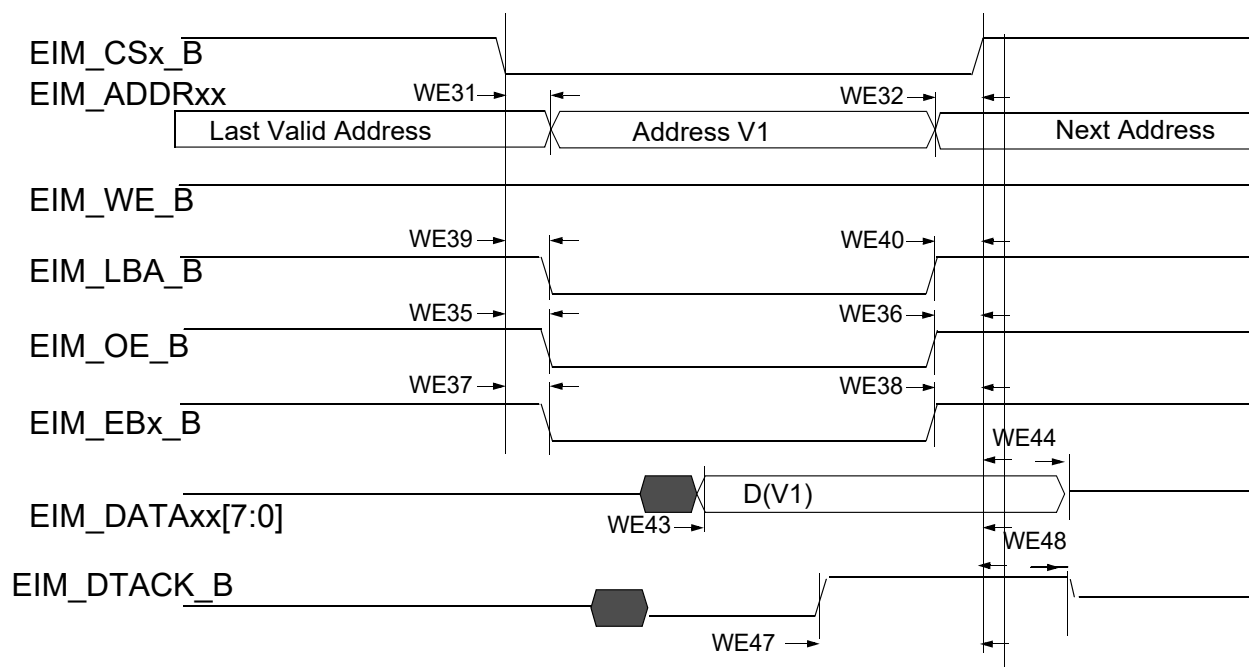 EIM_CSx_B
EIM_ADDRxx
WE31
WE32
Last Valid Address
Address V1
Next Address
EIM_WE_B
WE39
WE40
EIM_LBA_B
WE35
WE36
EIM_OE_B
WE37
WE38
EIM_EBx_B
WE44
D(V1)
EIM_DATAxx[7:0]
WE43
WE48
EIM_DTACK_B
WE47